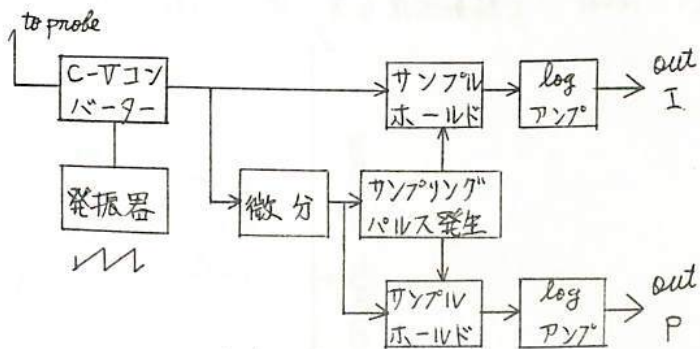 to probe
C-Vコン
バーター
発振器
微分
サンプル
ホールド
log
アンプ
out
I
サンプリング
パルス発生
サンプル
ホールド
log
アンプ
out
P